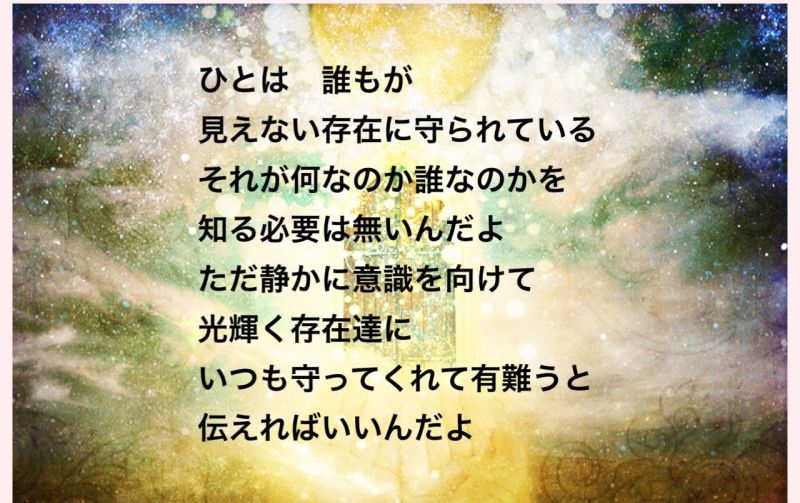 ひとは　誰もが
見えない存在に守られている
それが何なのか誰なのかを
知る必要は無いんだよ
ただ静かに意識を向けて
光輝く存在達に
いつも守ってくれて有難うと
伝えればいいんだよ